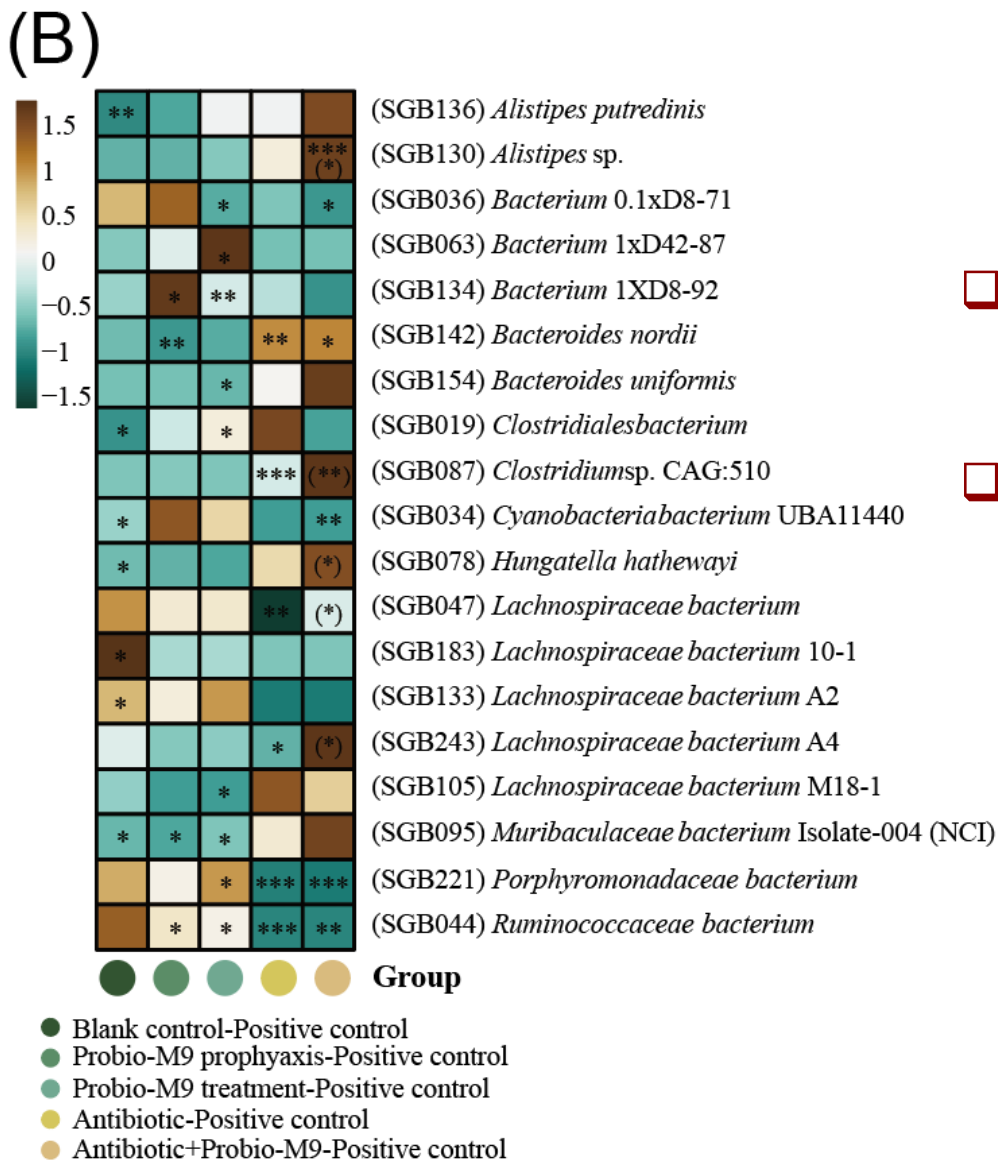 (B)
1.5
1
0.5
0
−0.5
−1
−1.5
** (SGB136) Alistipes putredinis
*** (*) (SGB130) Alistipes sp.
* * (SGB036) Bacterium 0.1xD8-71
* (SGB063) Bacterium 1xD42-87
* ** (SGB134) Bacterium 1XD8-92
** ** * (SGB142) Bacteroides nordii
* (SGB154) Bacteroides uniformis
* * (SGB019) Clostridialesbacterium
*** (**) (SGB087) Clostridiumsp. CAG:510
* ** (SGB034) Cyanobacteriabacterium UBA11440
* (*) (SGB078) Hungatella hathewayi
** (*) (SGB047) Lachnospiraceae bacterium
* (SGB183) Lachnospiraceae bacterium 10-1
* (SGB133) Lachnospiraceae bacterium A2
* (*) (SGB243) Lachnospiraceae bacterium A4
* (SGB105) Lachnospiraceae bacterium M18-1
* * * (SGB095) Muribaculaceae bacterium Isolate-004 (NCI)
* *** *** (SGB221) Porphyromonadaceae bacterium
* * *** ** (SGB044) Ruminococcaceae bacterium
Group
Blank control-Positive control
Probio-M9 prophyaxis-Positive control
Probio-M9 treatment-Positive control
Antibiotic-Positive control
Antibiotic+Probio-M9-Positive control